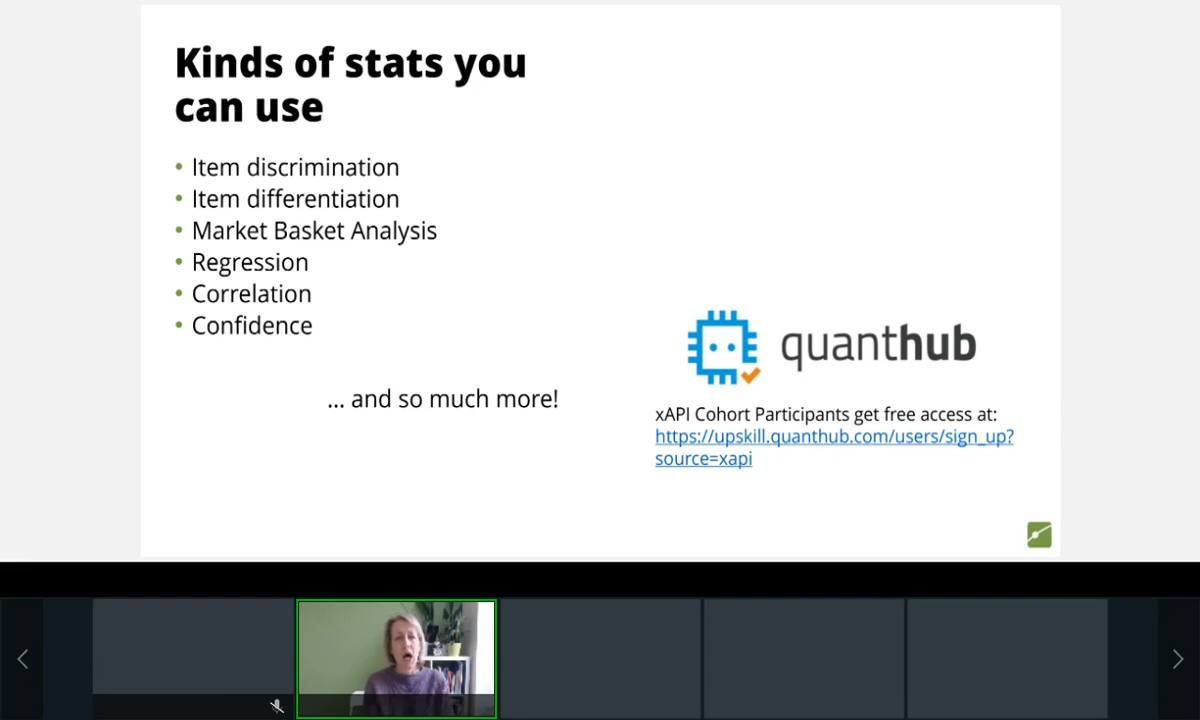 Kinds of stats you
can use
• Item discrimination
• Item differentiation
• Market Basket Analysis
• Regression
• Correlation
• Confidence
... and so much more!
quanthub
xAPI Cohort Participants get free access at:
https://upskill.quanthub.com/users/sign_up?
source=xapi